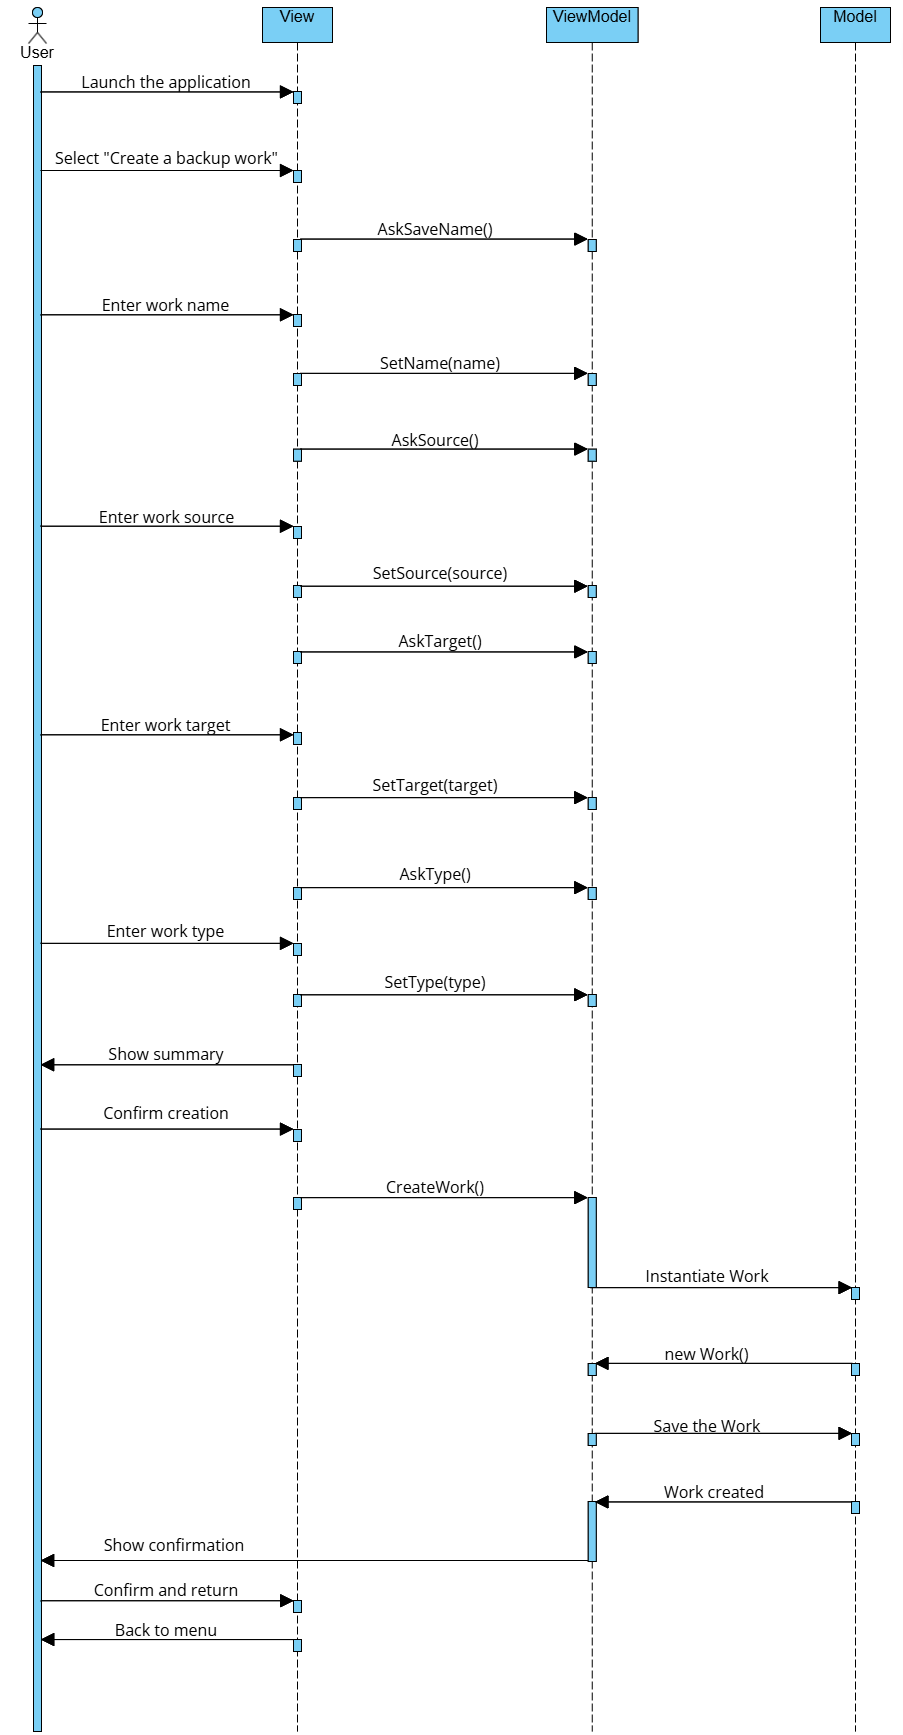 User
View
ViewModel
Model
Launch the application
Select "Create a backup work"
AskSaveName()
Enter work name
SetName(name)
AskSource()
Enter work source
SetSource(source)
AskTarget()
Enter work target
SetTarget(target)
AskType()
Enter work type
SetType(type)
Show summary
Confirm creation
CreateWork()
Instantiate Work
new Work()
Save the Work
Work created
Show confirmation
Confirm and return
Back to menu